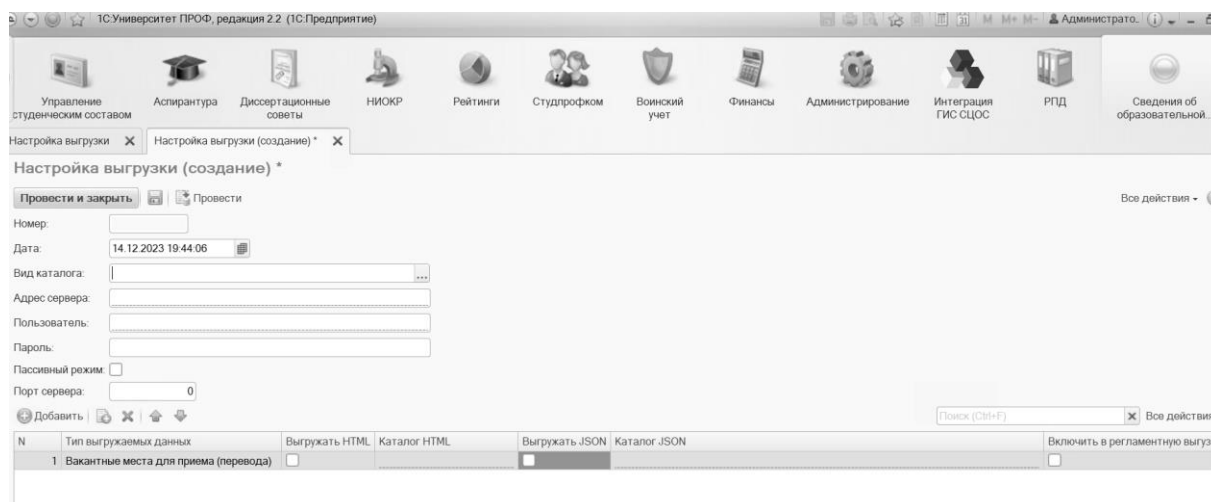 1С:Университет ПРОФ, редакция 2.2 (1С:Предприятие)
31 M M+ M- Администрато..
Управление студенческим составом
Аспирантура
Диссертационные советы
НИОКР
Рейтинги
Студпрофком
Воинский учет
Финансы
Администрирование
Интеграция ГИС СЦОС
РПД
Сведения об образовательной...
Настройка выгрузки
Настройка выгрузки (создание) *
Настройка выгрузки (создание) *
Провести и закрыть Провести Все действия
Номер:
Дата: 14.12.2023 19:44:06
Вид каталога: ...
Адрес сервера:
Пользователь:
Пароль:
Пассивный режим:
Порт сервера: 0
Добавить Поиск (Ctrl+F) Все действия
N Тип выгружаемых данных Выгружать HTML Каталог HTML Выгружать JSON Каталог JSON Включить в регламентную выгуз
1 Вакантные места для приема (перевода)